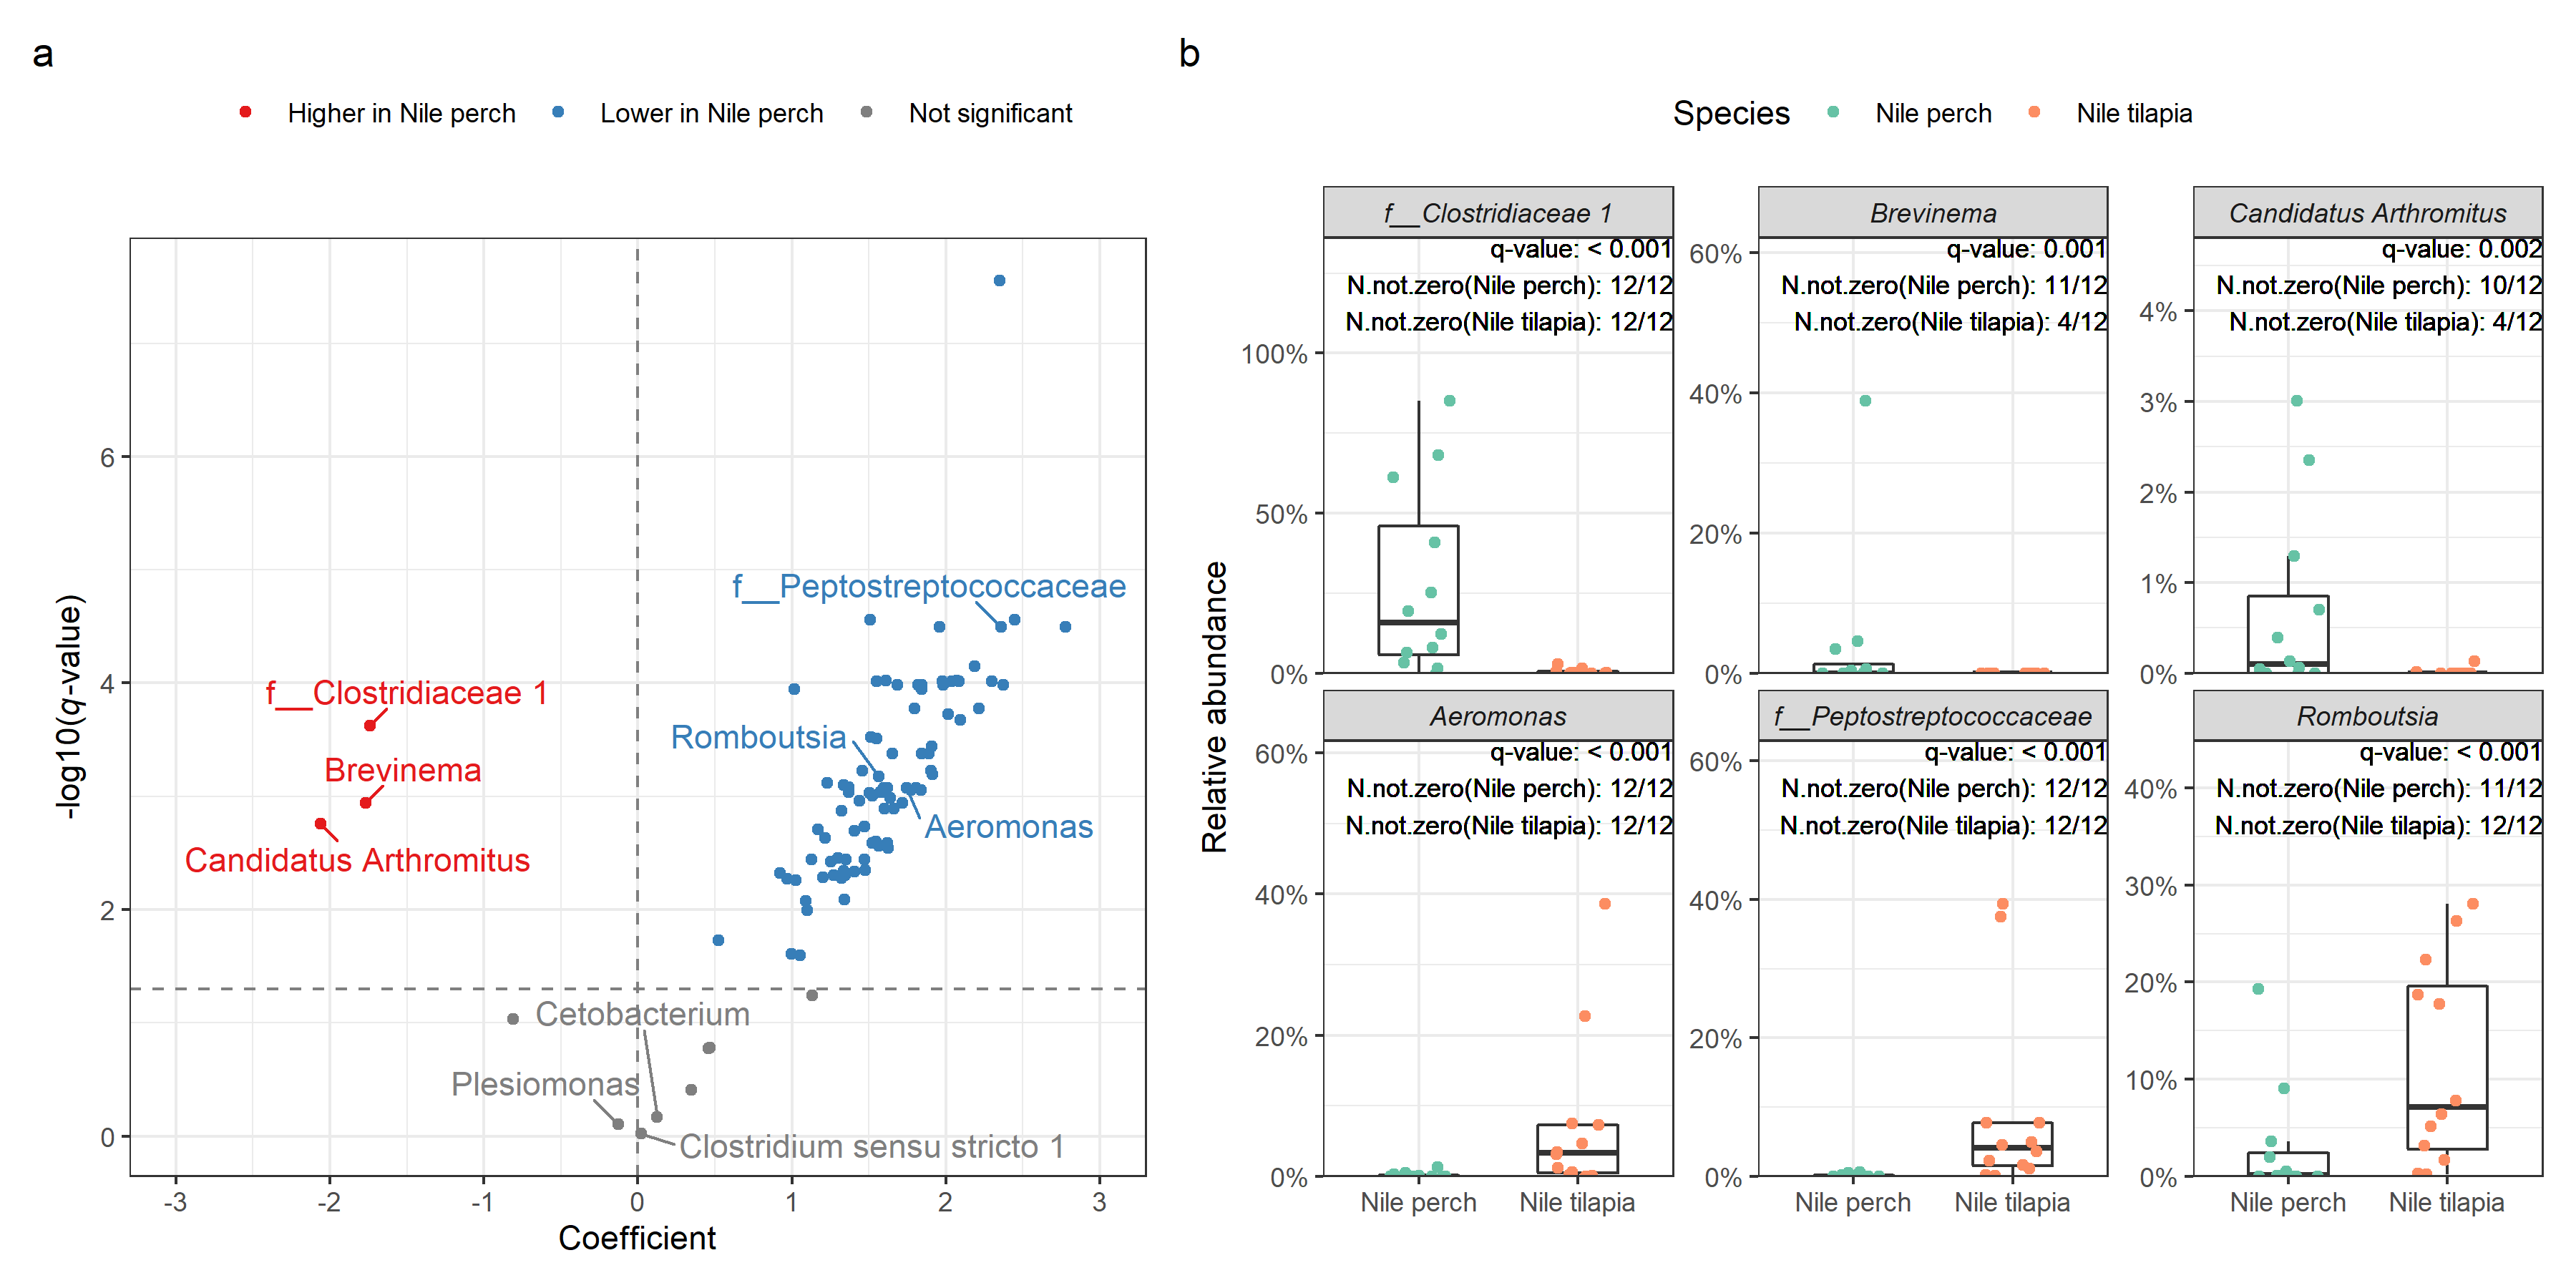 a
Higher in Nile perch
Lower in Nile perch
Not significant
-log10(q-value)
6
4
2
0
f__Peptostreptococcaceae
f__Clostridiaceae 1
Romboutsia
Brevinema
Aeromonas
Candidatus Arthromitus
Cetobacterium
Plesiomonas
Clostridium sensu stricto 1
-3
-2
-1
0
1
2
3
Coefficient
b
Species
Nile perch
Nile tilapia
Relative abundance
f__Clostridiaceae 1
q-value: < 0.001
N.not.zero(Nile perch): 12/12
N.not.zero(Nile tilapia): 12/12
100%
50%
0%
Brevinema
q-value: 0.001
N.not.zero(Nile perch): 11/12
N.not.zero(Nile tilapia): 4/12
60%
40%
20%
0%
Candidatus Arthromitus
q-value: 0.002
N.not.zero(Nile perch): 10/12
N.not.zero(Nile tilapia): 4/12
4%
3%
2%
1%
0%
Aeromonas
q-value: < 0.001
N.not.zero(Nile perch): 12/12
N.not.zero(Nile tilapia): 12/12
60%
40%
20%
0%
Nile perch
Nile tilapia
f__Peptostreptococcaceae
q-value: < 0.001
N.not.zero(Nile perch): 12/12
N.not.zero(Nile tilapia): 12/12
60%
40%
20%
0%
Nile perch
Nile tilapia
Romboutsia
q-value: < 0.001
N.not.zero(Nile perch): 11/12
N.not.zero(Nile tilapia): 12/12
40%
30%
20%
10%
0%
Nile perch
Nile tilapia